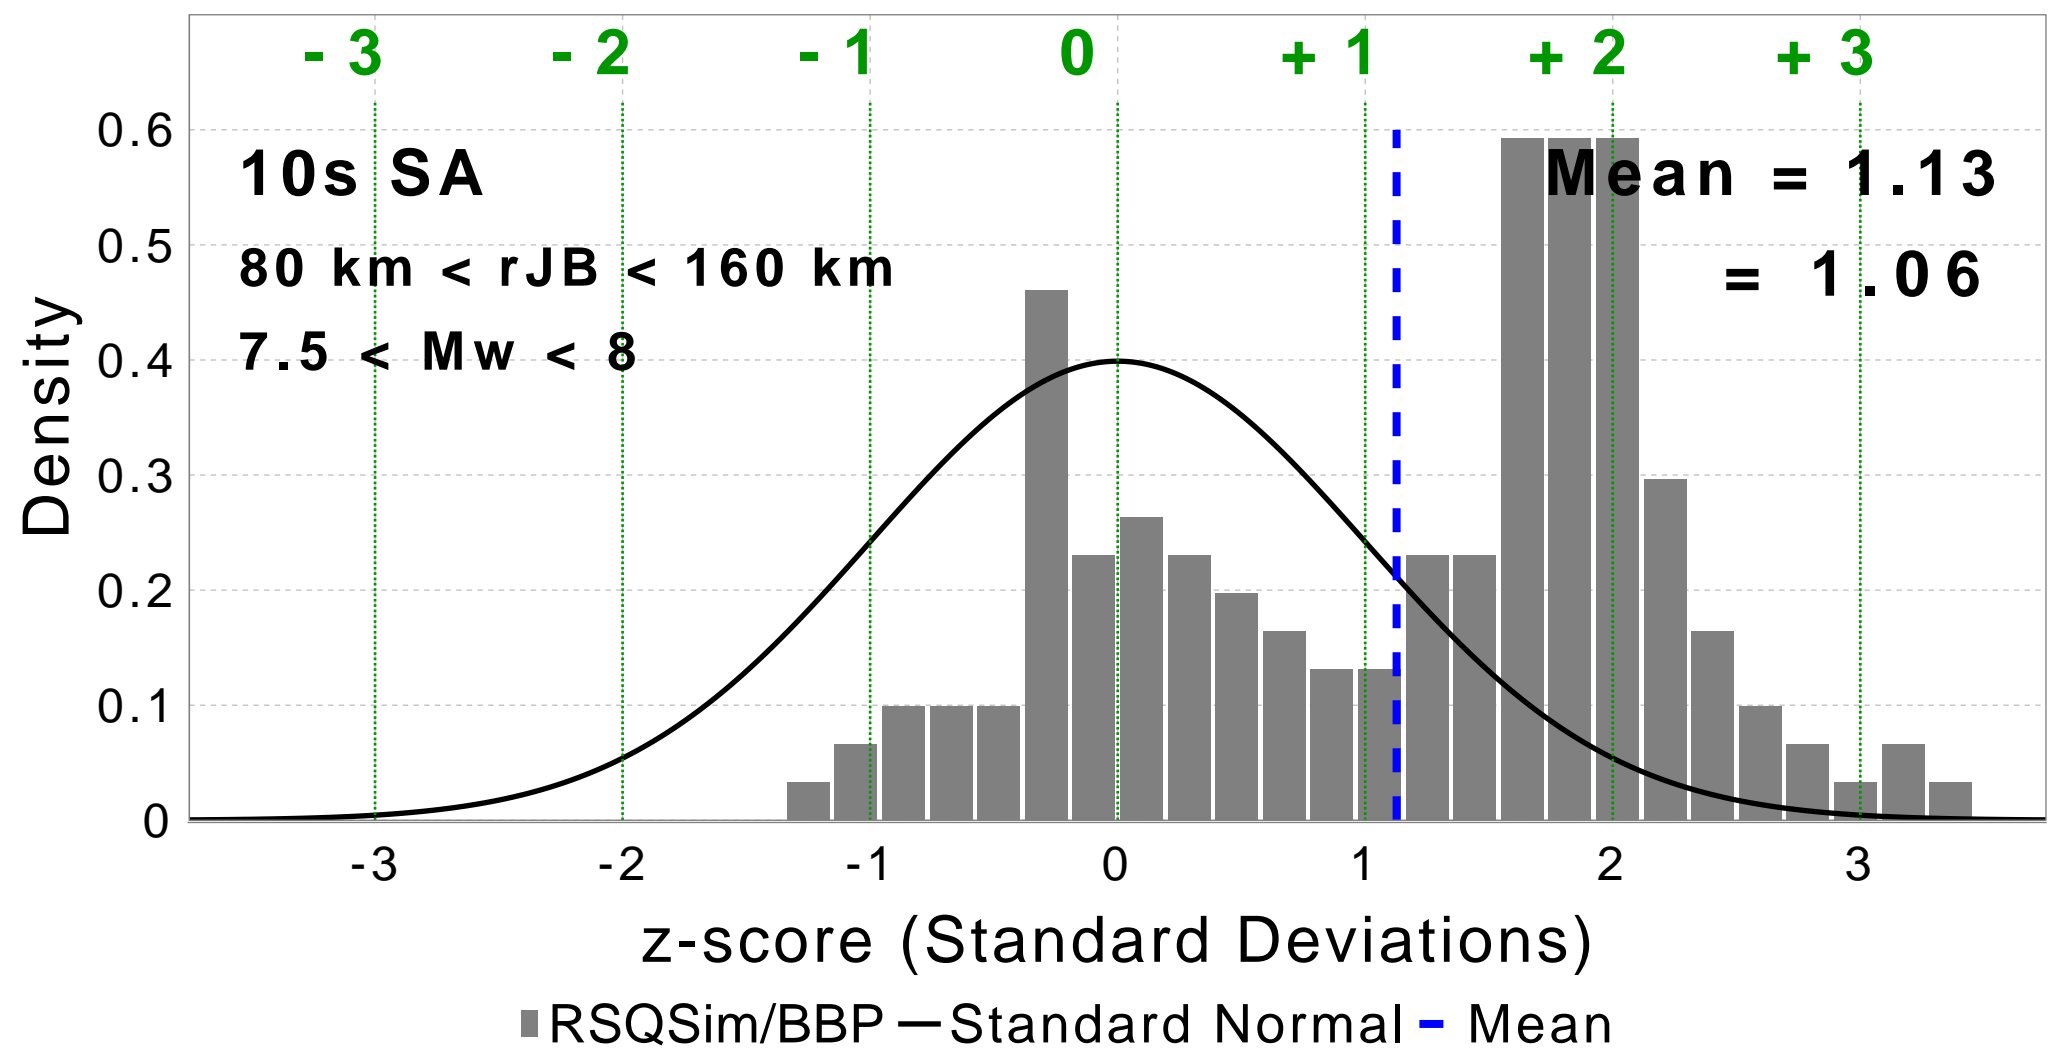 - 3 - 2 - 1 0 + 1 + 2 + 3
0.6
0.5
0.4
0.3
0.2
0.1
0
Density
10s SA
80 km < rJB < 160 km
7.5 < Mw < 8
Mean = 1.13
= 1.06
-3 -2 -1 0 1 2 3
z-score (Standard Deviations)
RSQSim/BBP Standard Normal Mean